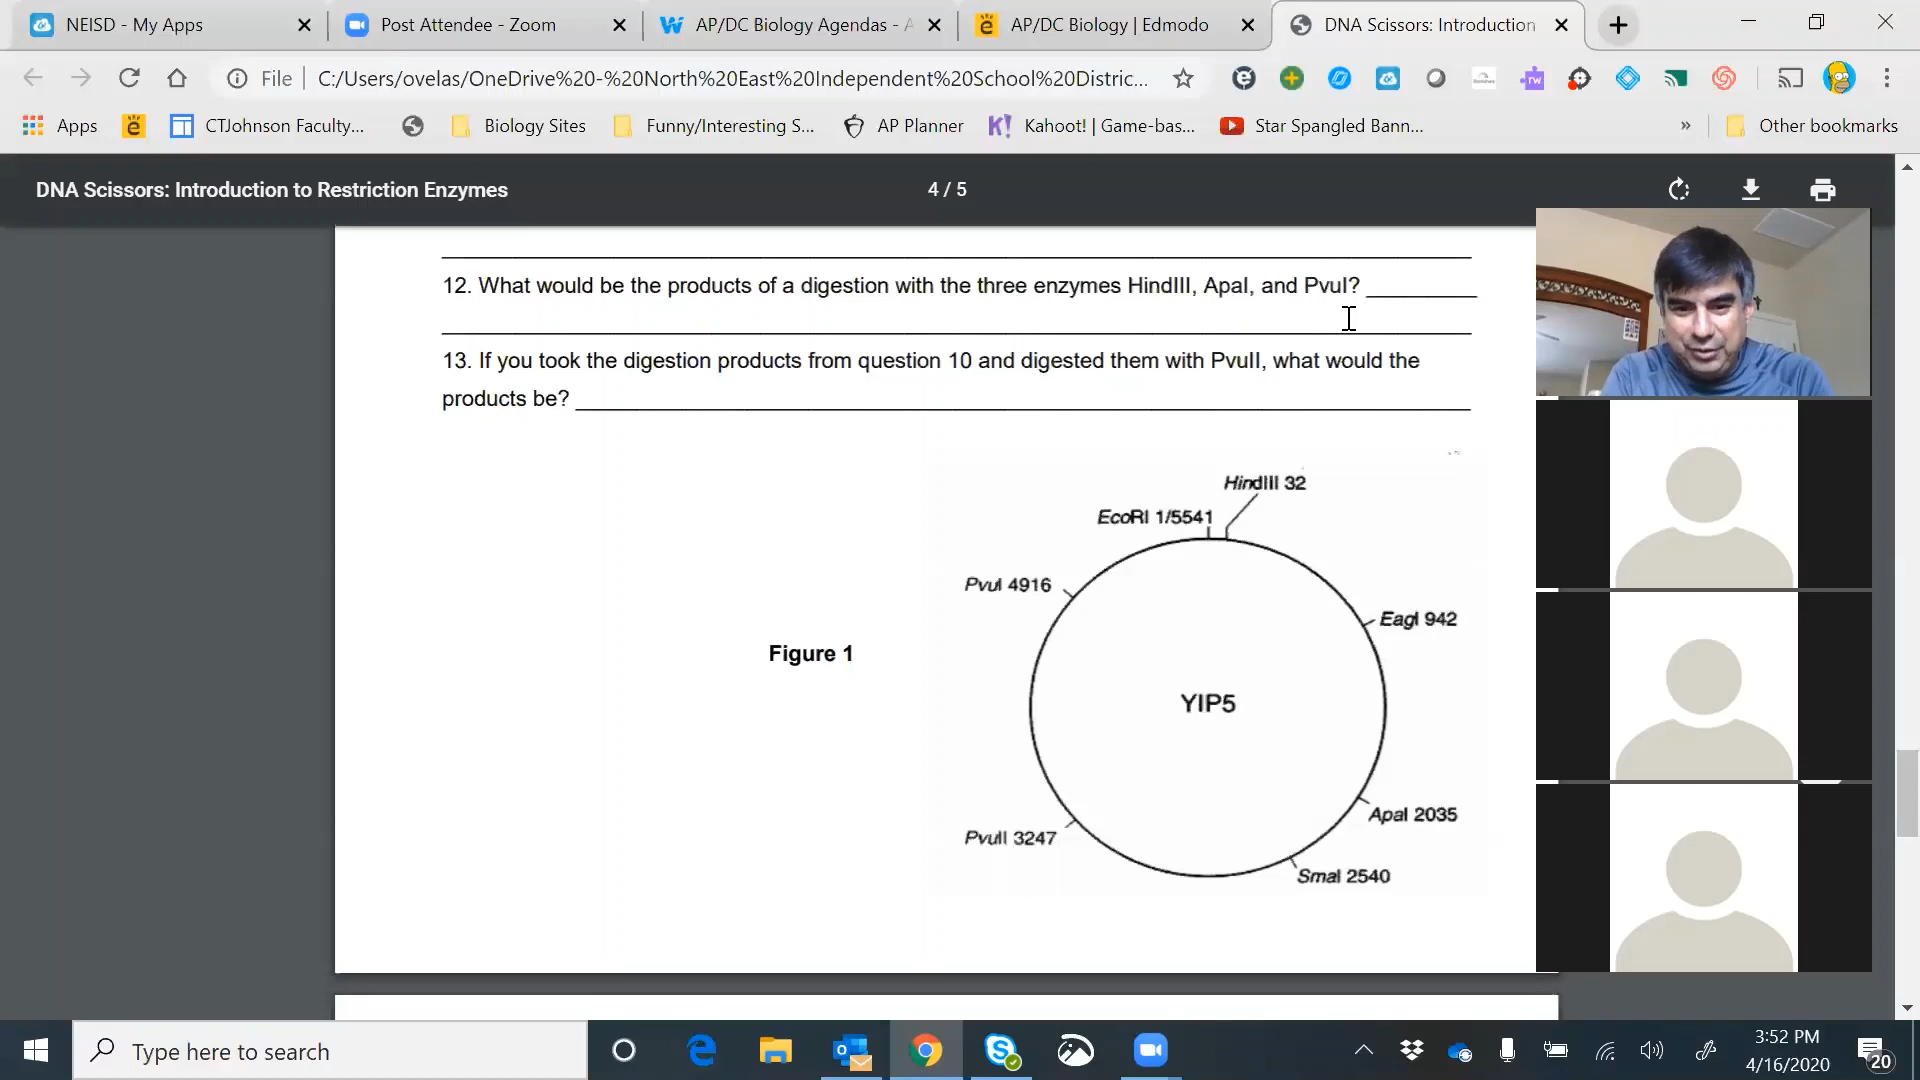 NEISD - My Apps
Post Attendee - Zoom
AP/DC Biology Agendas - A
AP/DC Biology | Edmodo
DNA Scissors: Introduction
File | C:/Users/ovelas/OneDrive%20-%20North%20East%20Independent%20School%20Distric...
Apps
CTJohnson Faculty...
Biology Sites
Funny/Interesting S...
AP Planner
Kahoot! | Game-bas...
Star Spangled Bann...
»
Other bookmarks
DNA Scissors: Introduction to Restriction Enzymes
4 / 5
12. What would be the products of a digestion with the three enzymes HindIII, ApaI, and PvuI? _________
13. If you took the digestion products from question 10 and digested them with PvuII, what would the
products be? _________
HindIII 32
EcoRI 1/5541
PvuI 4916
EagI 942
Figure 1
YIP5
ApaI 2035
PvuII 3247
SmaI 2540
Type here to search
3:52 PM
4/16/2020
20